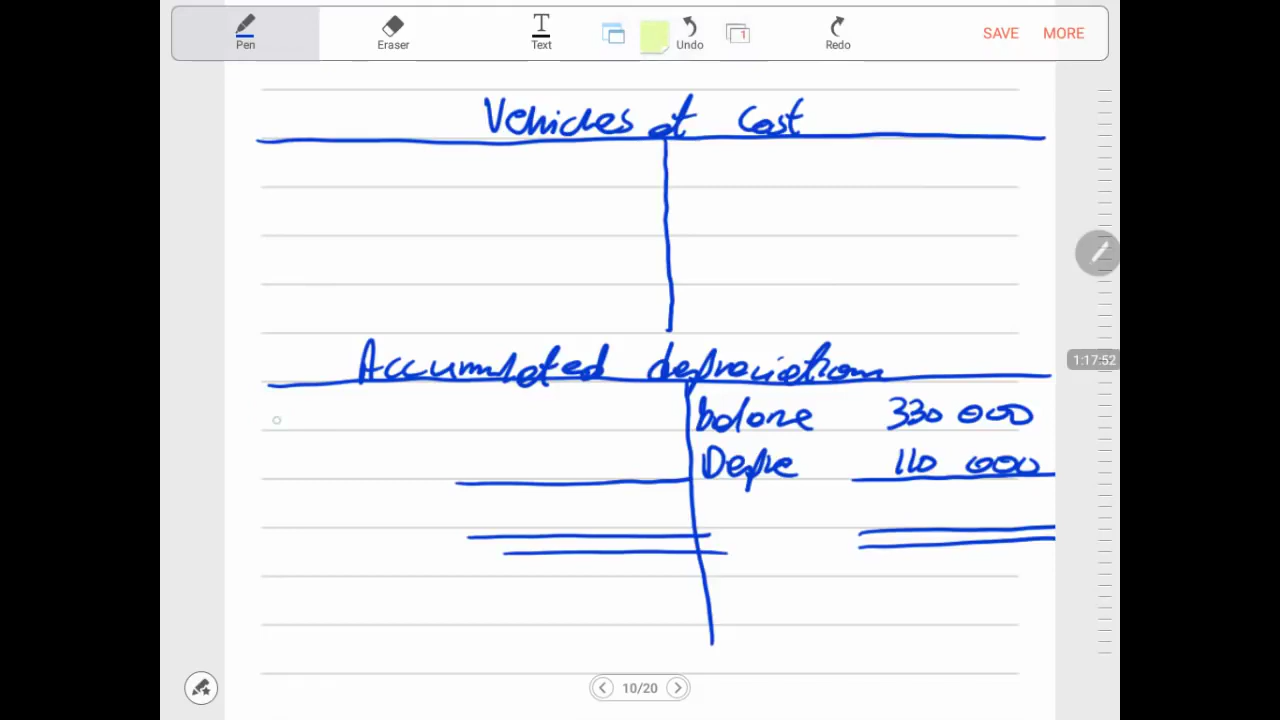 Pen
Eraser
Text
Undo
1
Redo
SAVE
MORE
Vehicles at Cost
1:17:52
Accumulated depreciation
balance 330 000
Depre 110 000
10/20